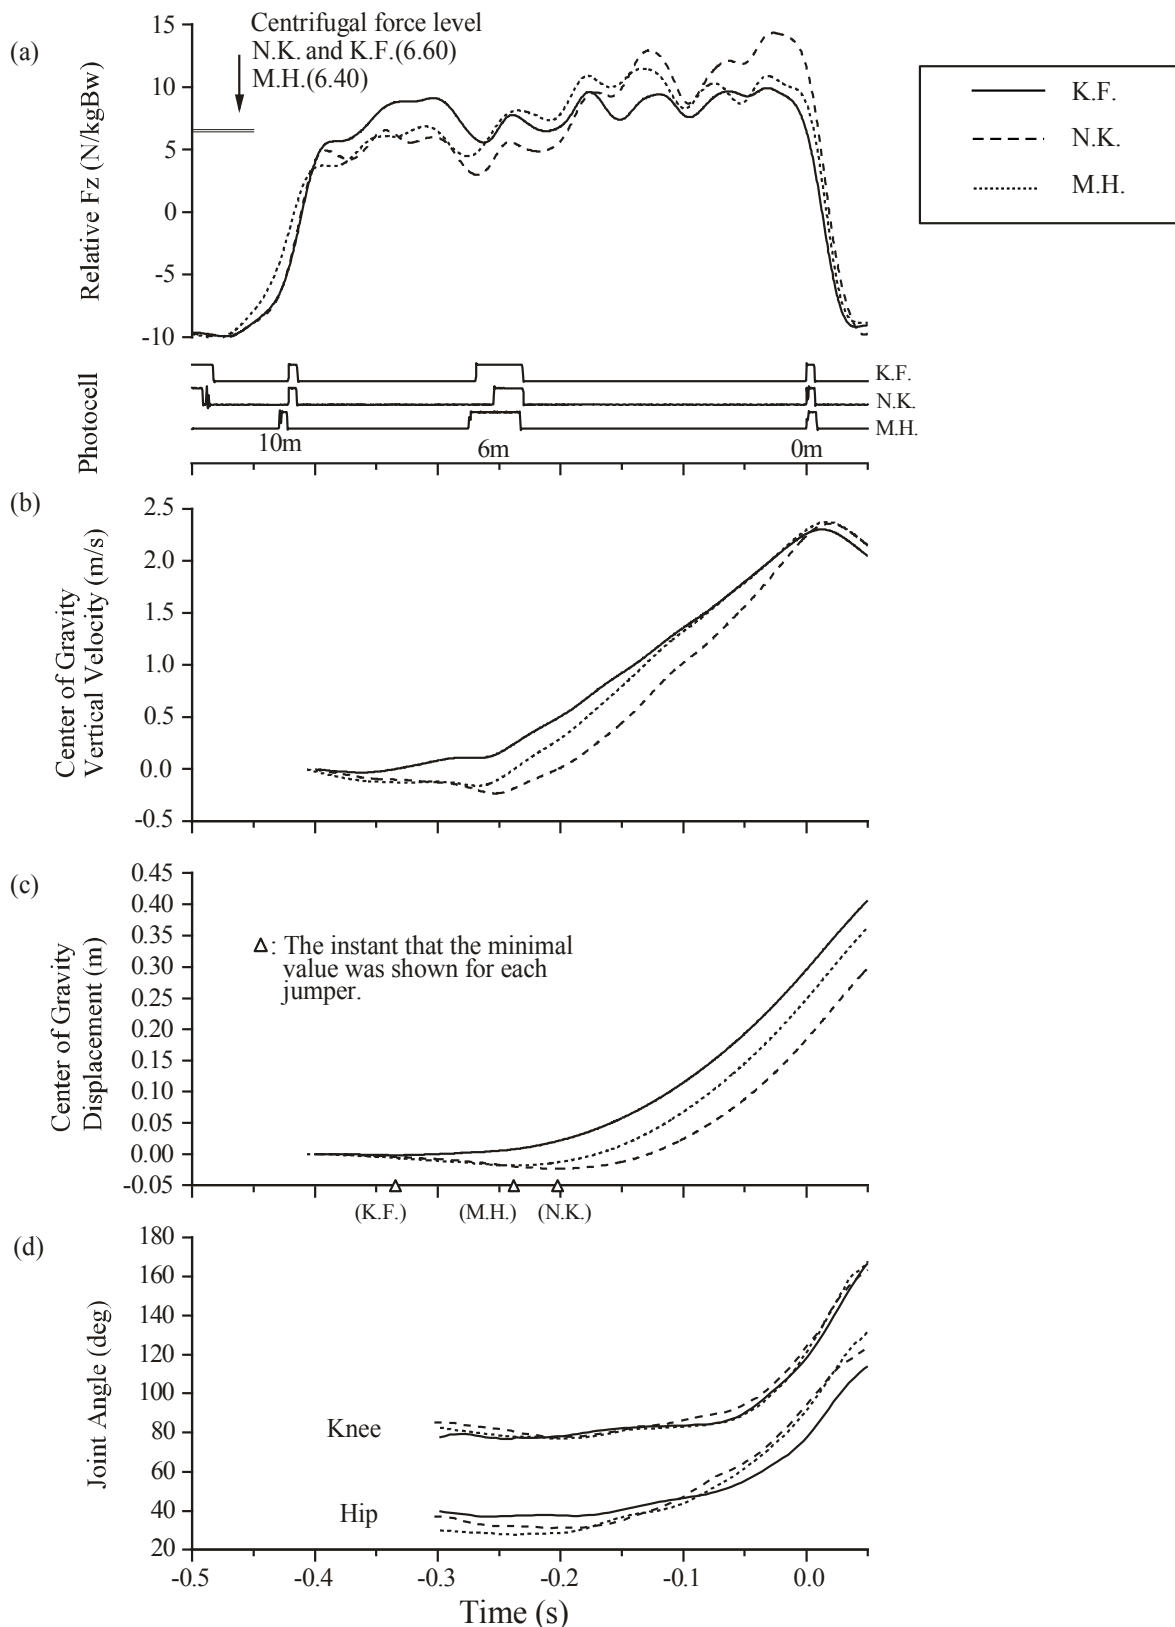 (a)
Relative Fz (N/kgBw)
15
10
5
0
-5
-10
Centrifugal force level
N.K. and K.F.(6.60)
M.H.(6.40)
K.F.
N.K.
M.H.
Photocell
K.F.
N.K.
M.H.
10m
6m
0m
(b)
Center of Gravity
Vertical Velocity (m/s)
2.5
2.0
1.5
1.0
0.5
0.0
-0.5
(c)
Center of Gravity
Displacement (m)
0.45
0.40
0.35
0.30
0.25
0.20
0.15
0.10
0.05
0.00
-0.05
△: The instant that the minimal
value was shown for each
jumper.
(K.F.)
(M.H.)
(N.K.)
(d)
Joint Angle (deg)
180
160
140
120
100
80
60
40
20
Knee
Hip
-0.5
-0.4
-0.3
-0.2
-0.1
0.0
Time (s)